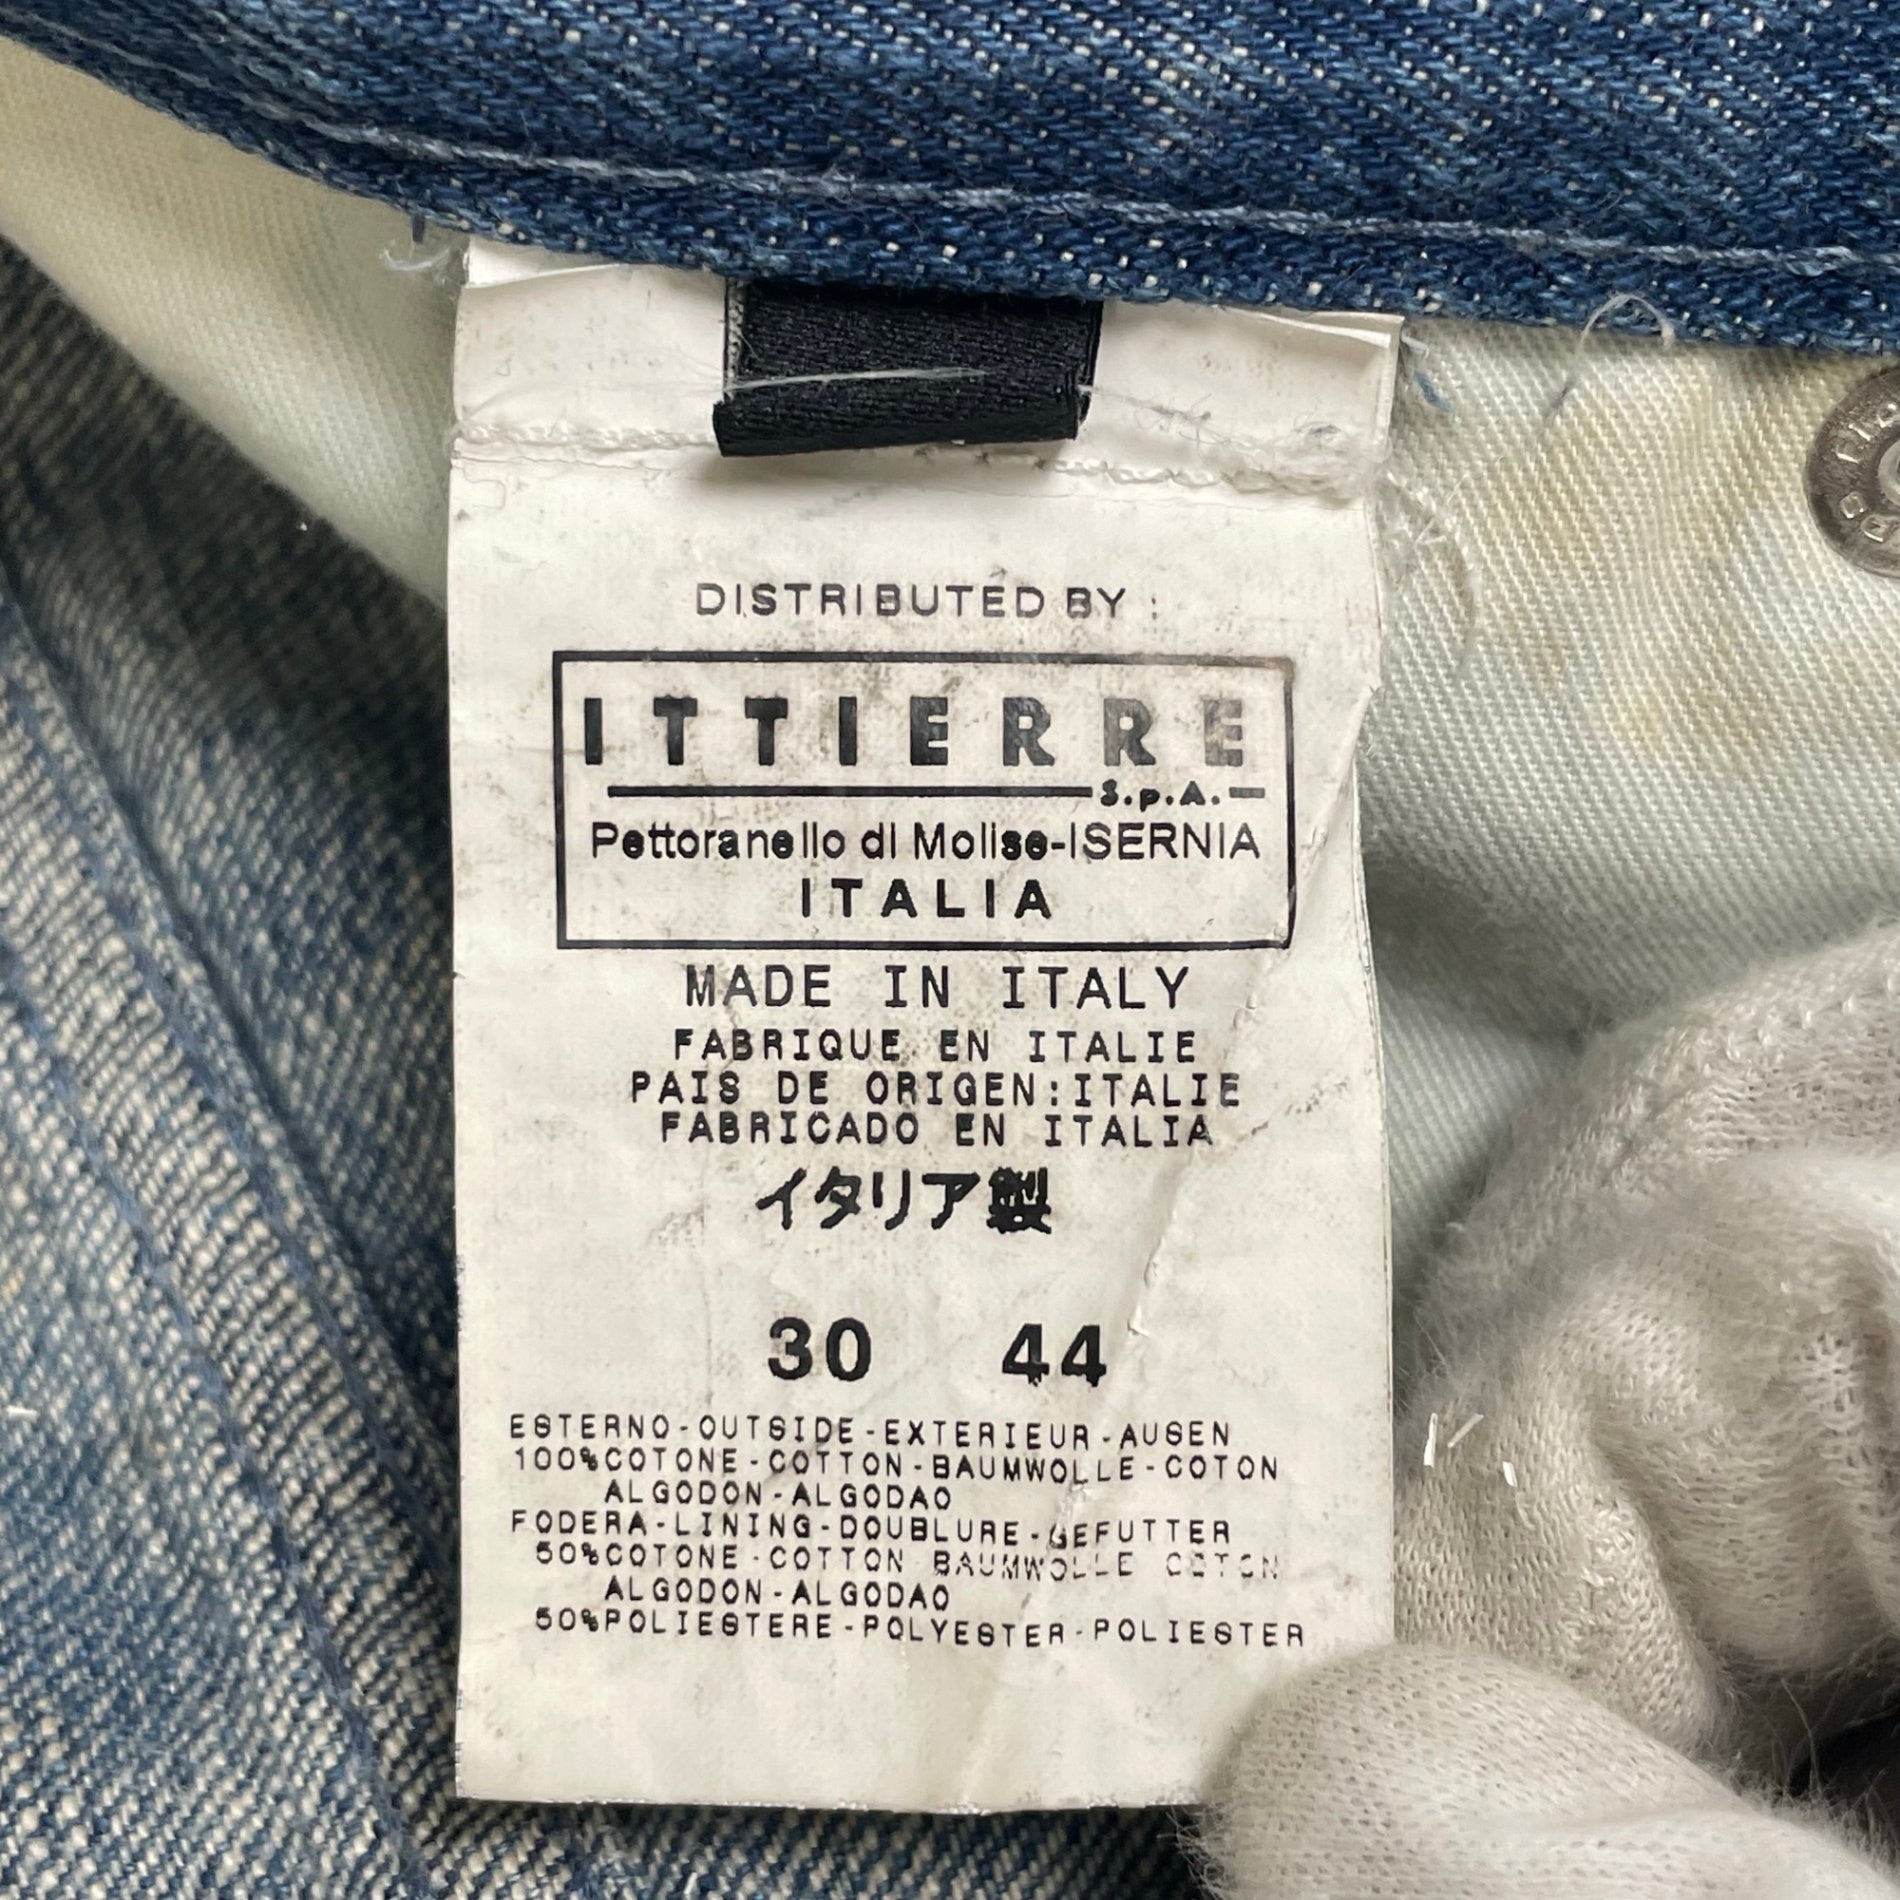 DISTRIBUTED BY :
ITTIERRE
S.p.A.
Pettoranello di Molise-ISERNIA
ITALIA
MADE IN ITALY
FABRIQUE EN ITALIE
PAIS DE ORIGEN:ITALIE
FABRICADO EN ITALIA
イタリア製
30 44
ESTERNO-OUTSIDE-EXTERIEUR-AUSEN
100%COTONE-COTTON-BAUMWOLLE-COTON
ALGODON-ALGODAO
FODERA-LINING-DOUBLURE-GEFUTTER
50%COTONE-COTTON BAUMWOLLE COTON
ALGODON-ALGODAO
50%POLIESTERE-POLYESTER-POLIESTER